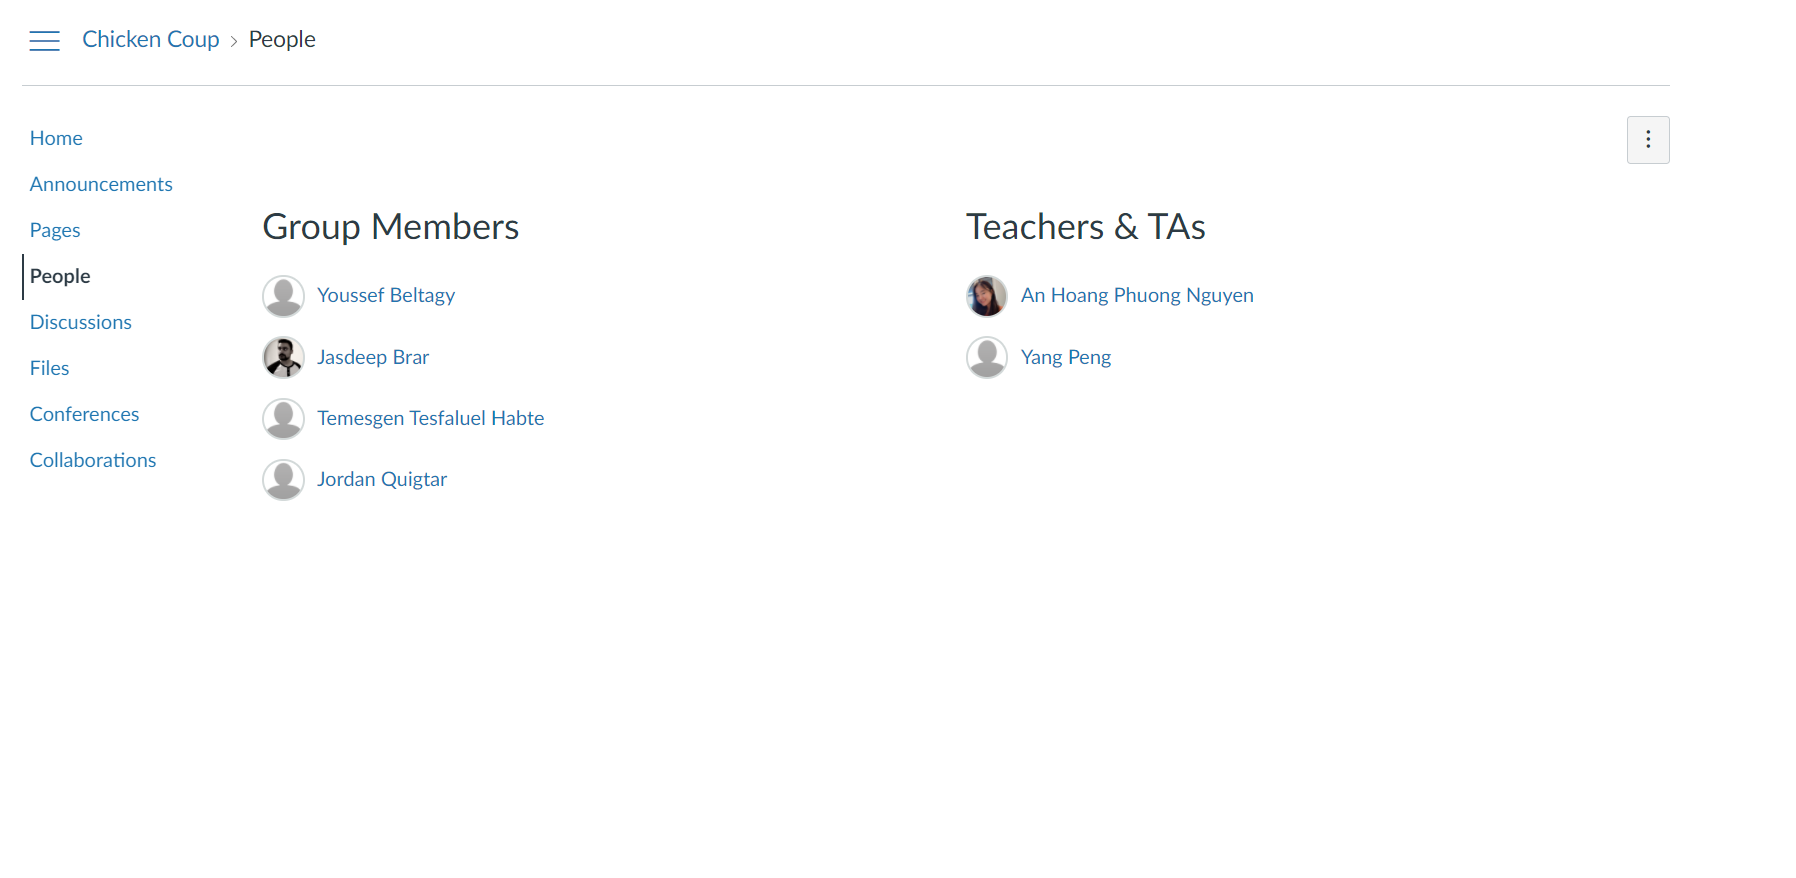 Chicken Coup › People
Home
Announcements
Pages
People
Discussions
Files
Conferences
Collaborations
Group Members
Youssef Beltagy
Jasdeep Brar
Temesgen Tesfaluel Habte
Jordan Quigtar
Teachers & TAs
An Hoang Phuong Nguyen
Yang Peng